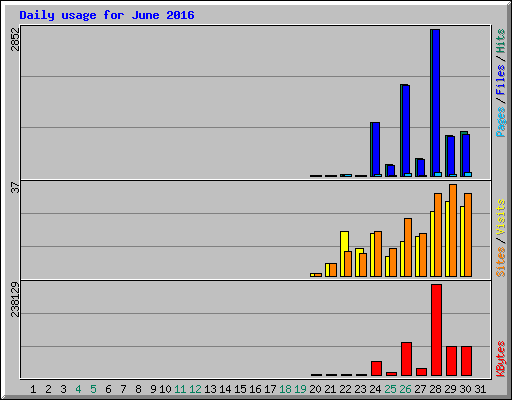 Daily usage for June 2016
2852
Pages / Files / Hits
37
Sites / Visits
238129
KBytes
1 2 3 4 5 6 7 8 9 10 11 12 13 14 15 16 17 18 19 20 21 22 23 24 25 26 27 28 29 30 31